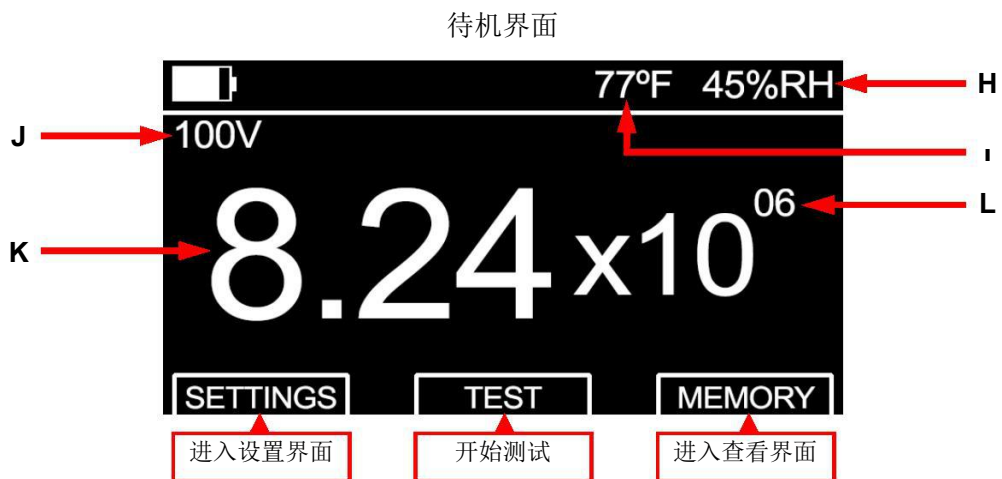 待机界面
77ºF 45%RH H
J 100V I
8.24 x10 06 L
K
SETTINGS TEST MEMORY
进入设置界面 开始测试 进入查看界面